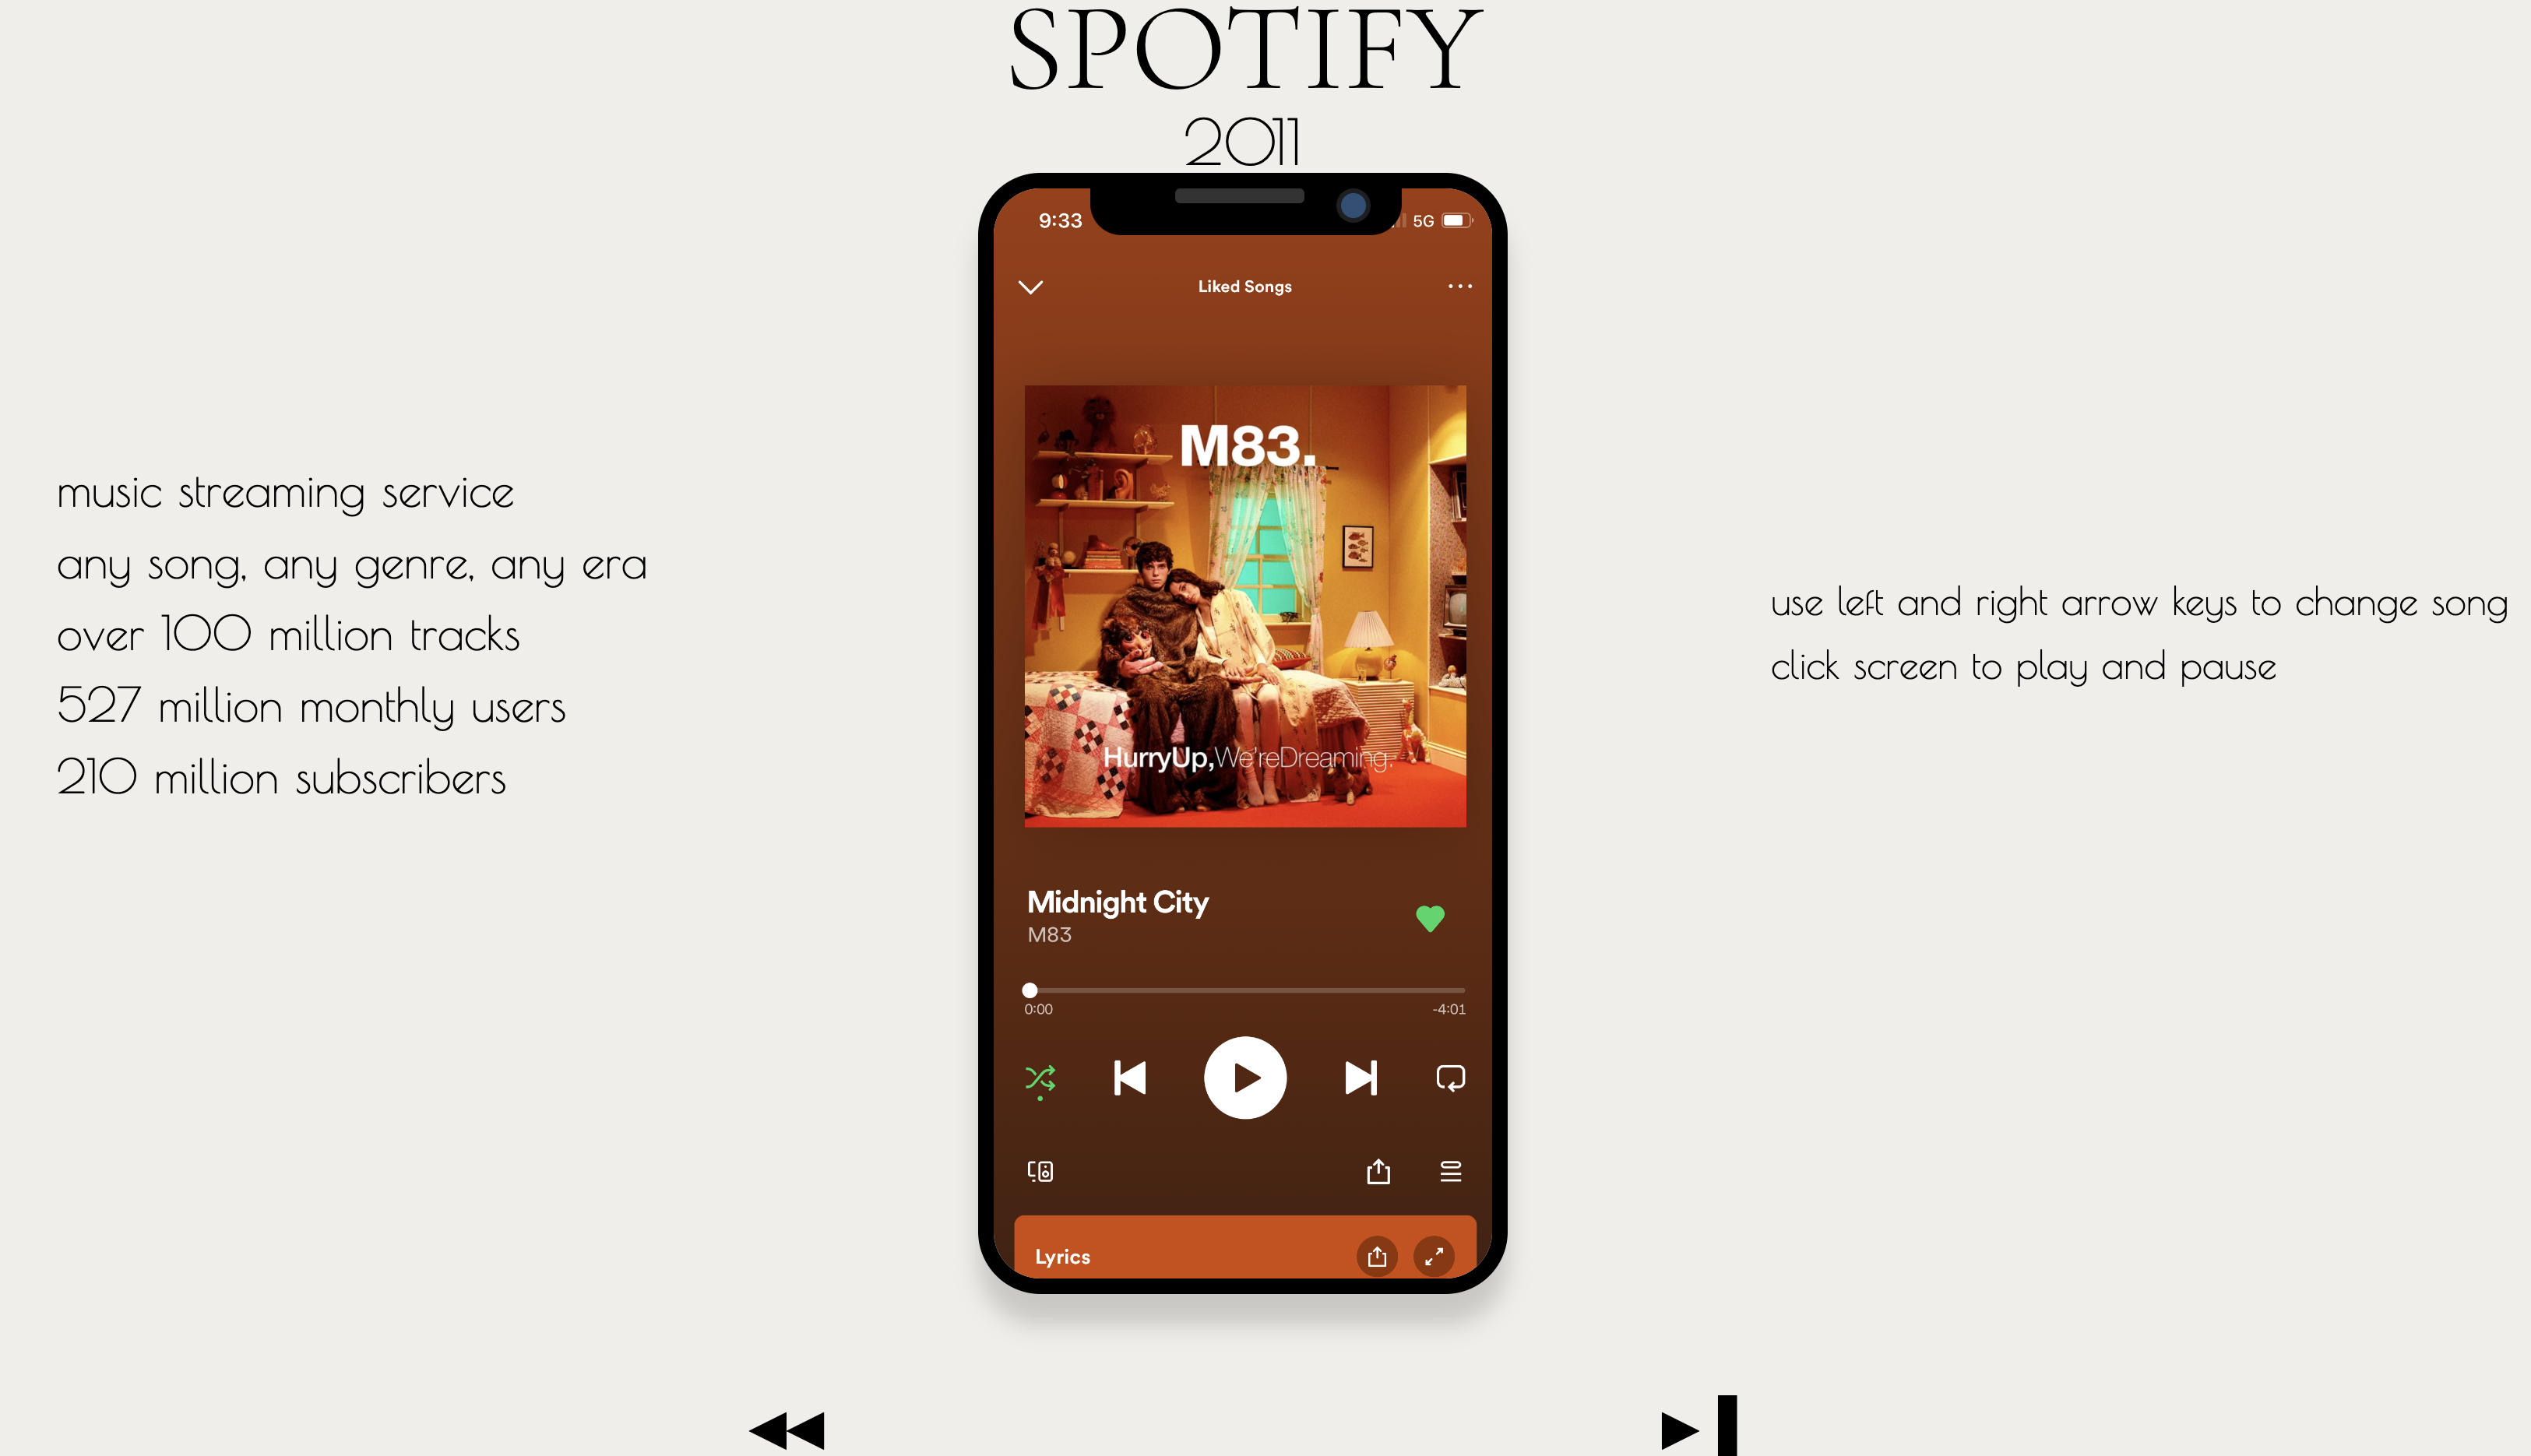 SPOTIFY
2011
9:33
5G
Liked Songs
M83.
HurryUp,We'reDreaming.
Midnight City
M83
0:00 -4:01
Lyrics
music streaming service
any song, any genre, any era
over 100 million tracks
527 million monthly users
210 million subscribers
use left and right arrow keys to change song
click screen to play and pause